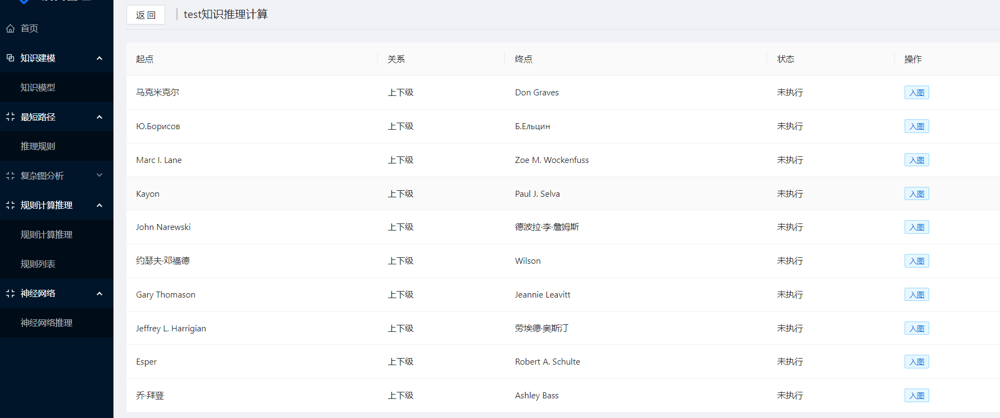 返 回
test知识推理计算
首页
知识建模
知识模型
最短路径
推理规则
复杂图分析
规则计算推理
规则计算推理
规则列表
神经网络
神经网络推理
起点 关系 终点 状态 操作
马克米克尔 上下级 Don Graves 未执行 入图
Ю.Борисов 上下级 Б.Ельцин 未执行 入图
Marc I. Lane 上下级 Zoe M. Wockenfuss 未执行 入图
Kayon 上下级 Paul J. Selva 未执行 入图
John Narewski 上下级 德波拉·李·詹姆斯 未执行 入图
约瑟夫·邓福德 上下级 Wilson 未执行 入图
Gary Thomason 上下级 Jeannie Leavitt 未执行 入图
Jeffrey L. Harrigian 上下级 劳埃德·奥斯汀 未执行 入图
Esper 上下级 Robert A. Schulte 未执行 入图
乔·拜登 上下级 Ashley Bass 未执行 入图